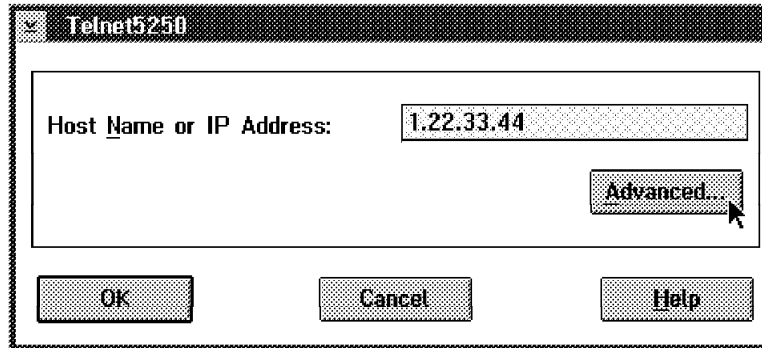 Telnet5250
Host Name or IP Address: 1.22.33.44
Advanced...
OK Cancel Help